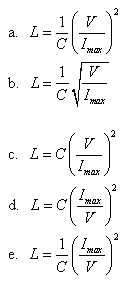 a. L = \frac{1}{C} \left( \frac{V}{I_{max}} \right)^2
b. L = \frac{1}{C} \sqrt{\frac{V}{I_{max}}}
c. L = C \left( \frac{V}{I_{max}} \right)^2
d. L = C \left( \frac{I_{max}}{V} \right)^2
e. L = \frac{1}{C} \left( \frac{I_{max}}{V} \right)^2